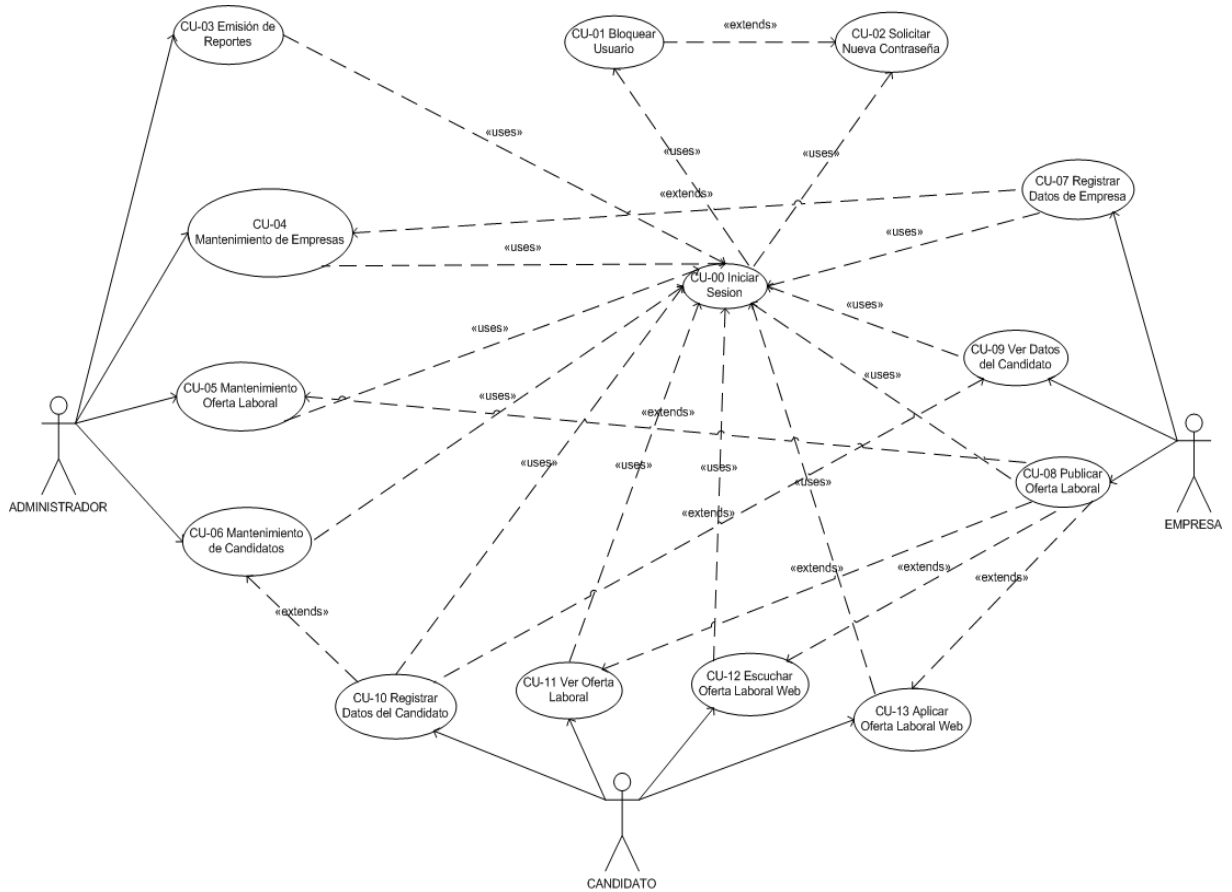 CU-03 Emisión de
Reportes
CU-01 Bloquear
Usuario
«extends»
CU-02 Solicitar
Nueva Contraseña
«uses»
«uses»
«uses»
CU-07 Registrar
Datos de Empresa
«extends»
CU-04
Mantenimiento de Empresas
«uses»
«uses»
CU-00 Iniciar
Sesion
«uses»
«uses»
CU-09 Ver Datos
del Candidato
«uses»
«uses»
CU-05 Mantenimiento
Oferta Laboral
«extends»
«uses»
«uses»
«uses»
«uses»
CU-08 Publicar
Oferta Laboral
ADMINISTRADOR
EMPRESA
«extends»
CU-06 Mantenimiento
de Candidatos
«extends»
«extends»
«extends»
«extends»
CU-10 Registrar
Datos del Candidato
CU-11 Ver Oferta
Laboral
CU-12 Escuchar
Oferta Laboral Web
CU-13 Aplicar
Oferta Laboral Web
CANDIDATO